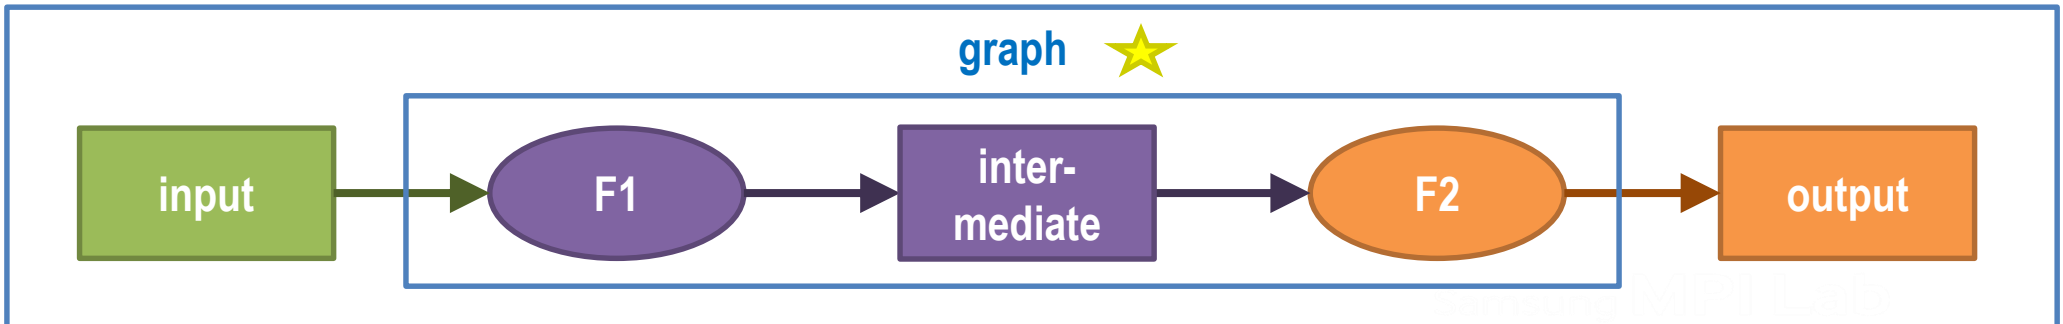 graph
input
F1
inter-
mediate
F2
output